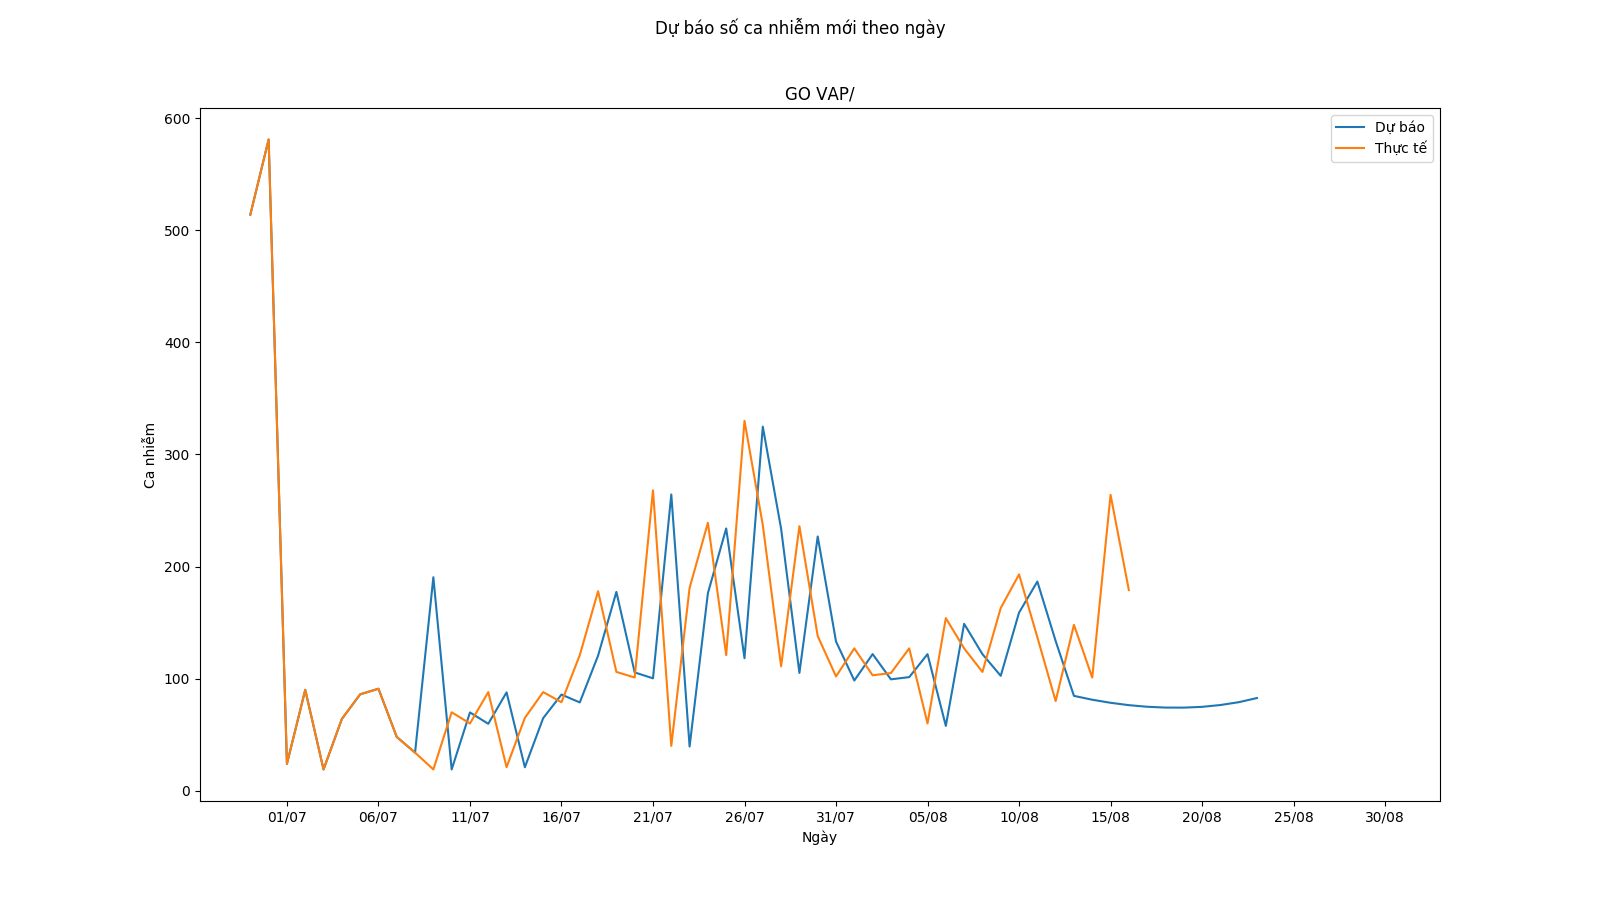 Dự báo số ca nhiễm mới theo ngày
GO VAP/
Dự báo
Thực tế
600
500
400
300
200
100
0
Ca nhiễm
01/07 06/07 11/07 16/07 21/07 26/07 31/07 05/08 10/08 15/08 20/08 25/08 30/08
Ngày